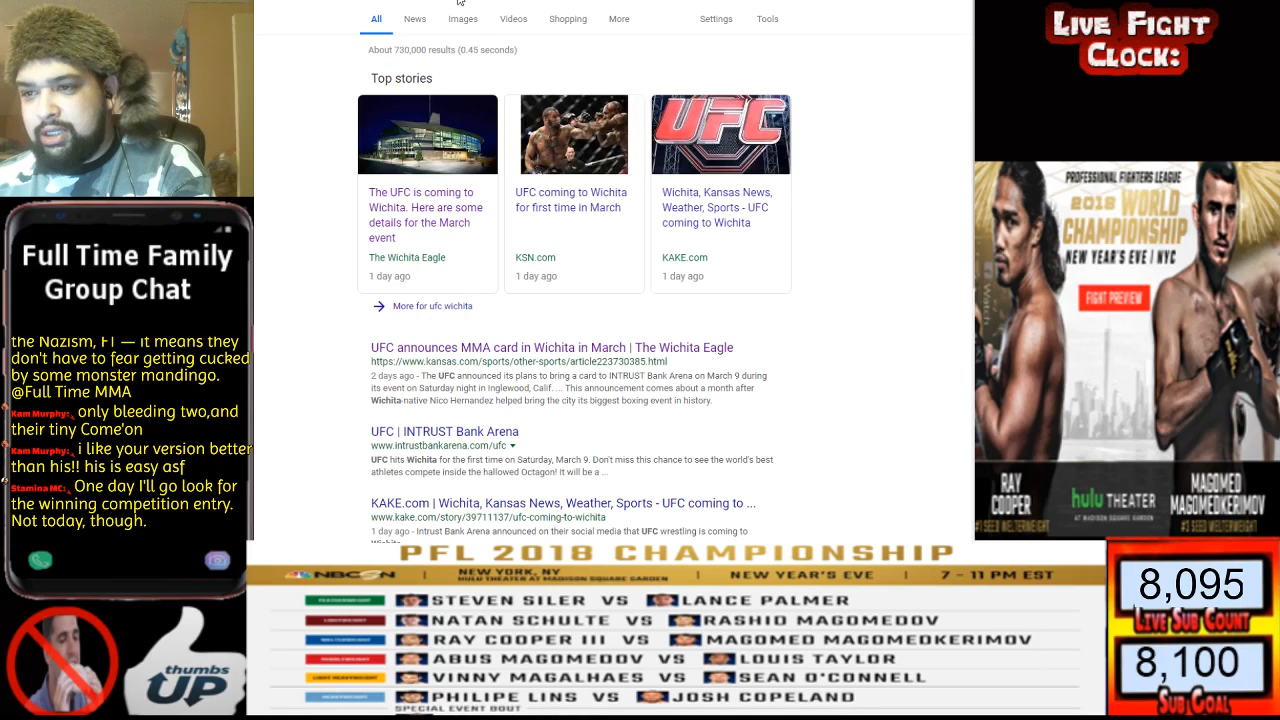 All
News
Images
Videos
Shopping
More
Settings
Tools
About 730,000 results (0.45 seconds)
Top stories
UFC
The UFC is coming to
Wichita. Here are some
details for the March
event
The Wichita Eagle
1 day ago
UFC coming to Wichita
for first time in March
KSN.com
1 day ago
Wichita, Kansas News,
Weather, Sports - UFC
coming to Wichita
KAKE.com
1 day ago
More for ufc wichita
UFC announces MMA card in Wichita in March | The Wichita Eagle
https://www.kansas.com/sports/other-sports/article223730385.html
2 days ago - The UFC announced its plans to bring a card to INTRUST Bank Arena on March 9 during
its event on Saturday night in Inglewood, Calif. ... This announcement comes about a month after
Wichita-native Nico Hernandez helped bring the city its biggest boxing event in history.
UFC | INTRUST Bank Arena
www.intrustbankarena.com/ufc
UFC hits Wichita for the first time on Saturday, March 9. Don't miss this chance to see the world's best
athletes compete inside the hallowed Octagon! It will be a ...
KAKE.com | Wichita, Kansas News, Weather, Sports - UFC coming to ...
www.kake.com/story/39711137/ufc-coming-to-wichita
1 day ago - Intrust Bank Arena announced on their social media that UFC wrestling is coming to
Wichita
Full Time Family
Group Chat
the Nazism, FT — it means they
don't have to fear getting cucked
by some monster mandingo.
@Full Time MMA
Kam Murphy: only bleeding two,and
their tiny Come'on
Kam Murphy: i like your version better
than his!! his is easy asf
Stamina MC: One day I'll go look for
the winning competition entry.
Not today, though.
thumbs
UP
LIVE FIGHT
CLOCK:
PROFESSIONAL FIGHTERS LEAGUE
2018 WORLD
CHAMPIONSHIP
NEW YEAR'S EVE | NYC
FIGHT PREVIEW
RAY
COOPER
#1 SEED WELTERWEIGHT
hulu THEATER
AT MADISON SQUARE GARDEN
MAGOMED
MAGOMEDKERIMOV
#3 SEED WELTERWEIGHT
PFL 2018 CHAMPIONSHIP
NBCSN | NEW YORK, NY
HULU THEATER AT MADISON SQUARE GARDEN
| NEW YEAR'S EVE | 7 - 11 PM EST
STEVEN SILER VS LANCE PALMER
NATAN SCHULTE VS RASHID MAGOMEDOV
RAY COOPER III VS MAGOMED MAGOMEDKERIMOV
ABUS MAGOMEDOV VS LOUIS TAYLOR
LIGHT HEAVYWEIGHT VINNY MAGALHAES VS SEAN O'CONNELL
PHILIPE LINS VS JOSH COPELAND
SPECIAL EVENT BOUT
8,095
LIVE SUB COUNT
8,100
SUB GOAL